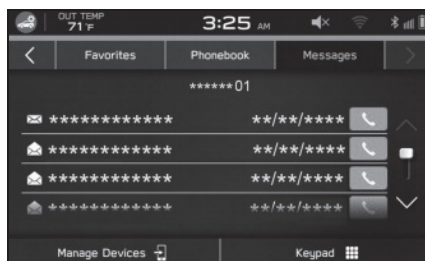 OUT TEMP
71°F
3:25 AM
Favorites
Phonebook
Messages
******01
************ **/**/****
************ **/**/****
************ **/**/****
************ **/**/****
Manage Devices
Keypad